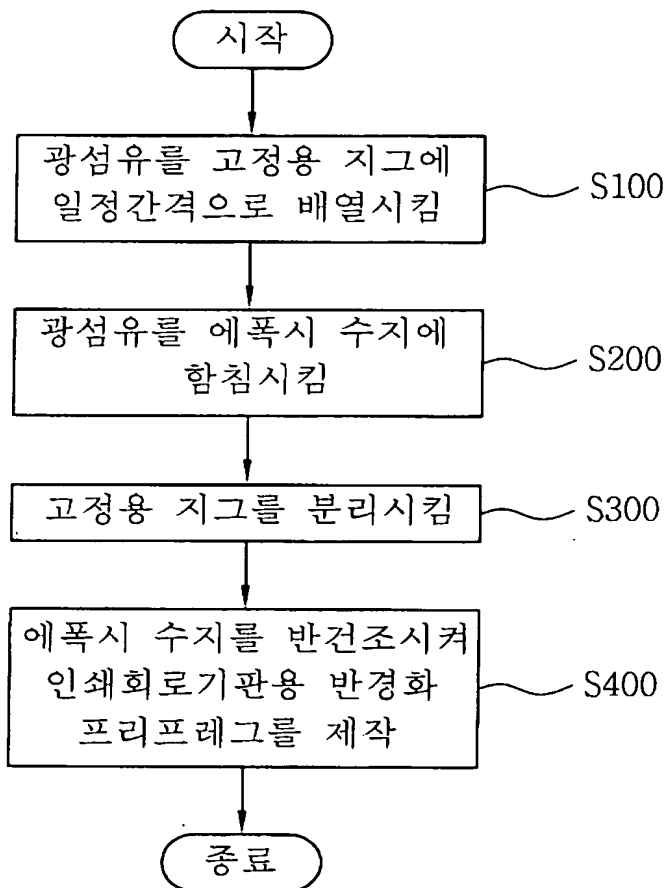 시작
광섬유를 고정용 지그에
일정간격으로 배열시킴
S100
광섬유를 에폭시 수지에
함침시킴
S200
고정용 지그를 분리시킴
S300
에폭시 수지를 반건조시켜
인쇄회로기판용 반경화
프리프레그를 제작
S400
종료